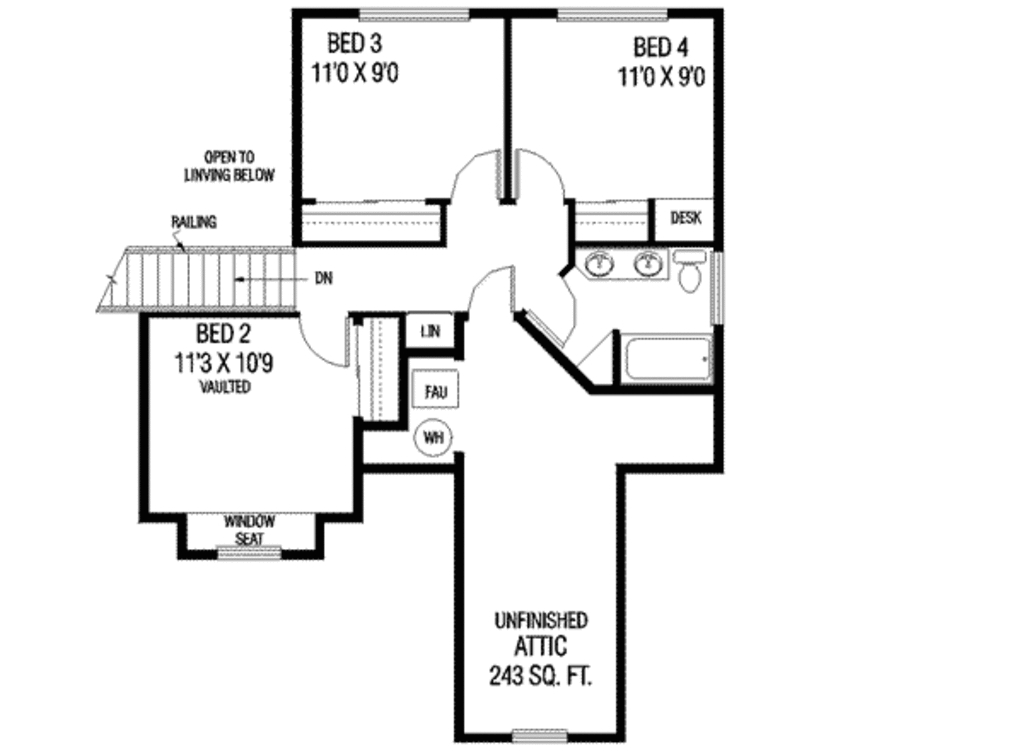 BED 3
11'0 X 9'0
BED 4
11'0 X 9'0
OPEN TO
LINVING BELOW
RAILING
DESK
DN
BED 2
11'3 X 10'9
VAULTED
LIN
FAU
WH
WINDOW
SEAT
UNFINISHED
ATTIC
243 SQ. FT.